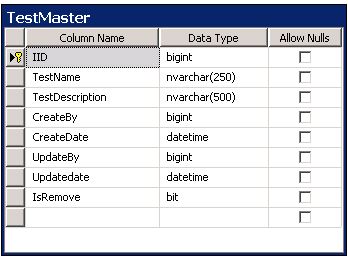 TestMaster
Column Name Data Type Allow Nulls
IID bigint
TestName nvarchar(250)
TestDescription nvarchar(500)
CreateBy bigint
CreateDate datetime
UpdateBy bigint
Updatedate datetime
IsRemove bit